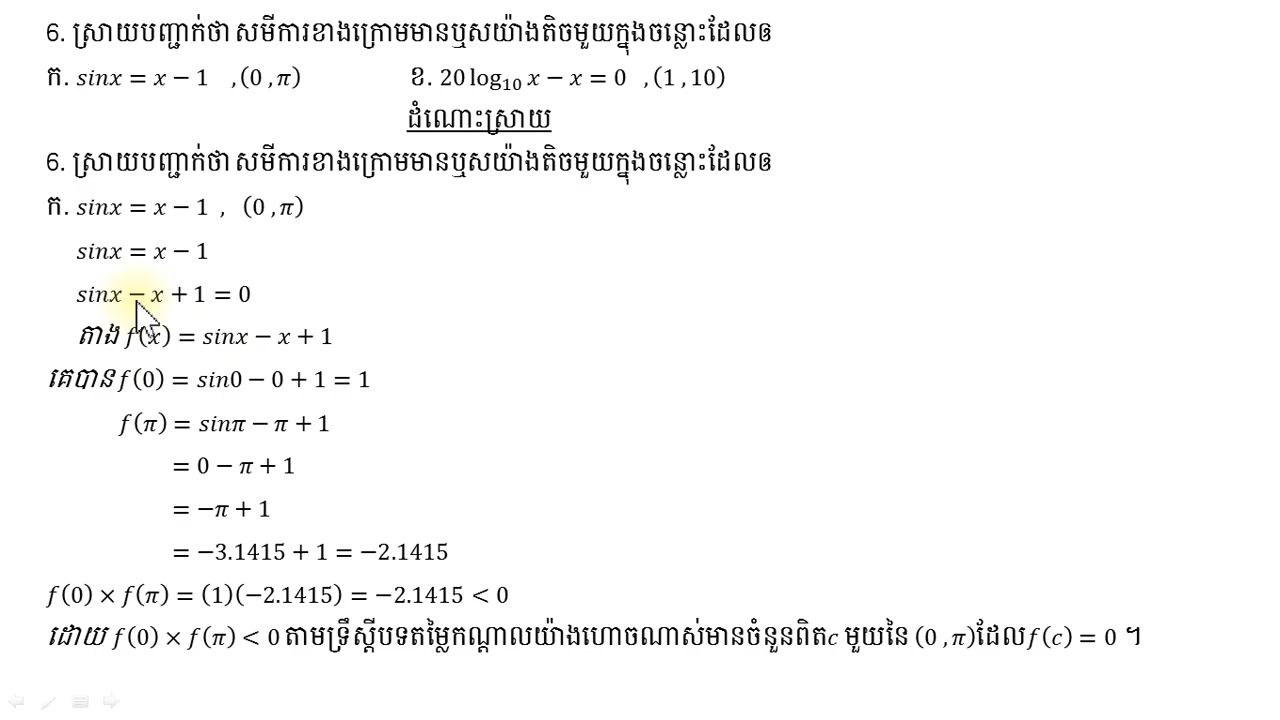 6. ស្រាយបញ្ជាក់ថា សមីការខាងក្រោមមានឬសយ៉ាងតិចមួយក្នុងចន្លោះដែលឲ
ក. sinx = x − 1 , (0 , π) ខ. 20 log₁₀ x − x = 0 , (1 , 10)
ដំណោះស្រាយ
6. ស្រាយបញ្ជាក់ថា សមីការខាងក្រោមមានឬសយ៉ាងតិចមួយក្នុងចន្លោះដែលឲ
ក. sinx = x − 1 , (0 , π)
sinx = x − 1
sinx − x + 1 = 0
តាង f(x) = sinx − x + 1
គេបាន f(0) = sin0 − 0 + 1 = 1
f(π) = sinπ − π + 1
= 0 − π + 1
= −π + 1
= −3.1415 + 1 = −2.1415
f(0) × f(π) = (1)(−2.1415) = −2.1415 < 0
ដោយ f(0) × f(π) < 0 តាមទ្រឹស្តីបទតម្លៃកណ្តាលយ៉ាងហោចណាស់មានចំនួនពិត c មួយនៃ (0 , π) ដែល f(c) = 0 ។